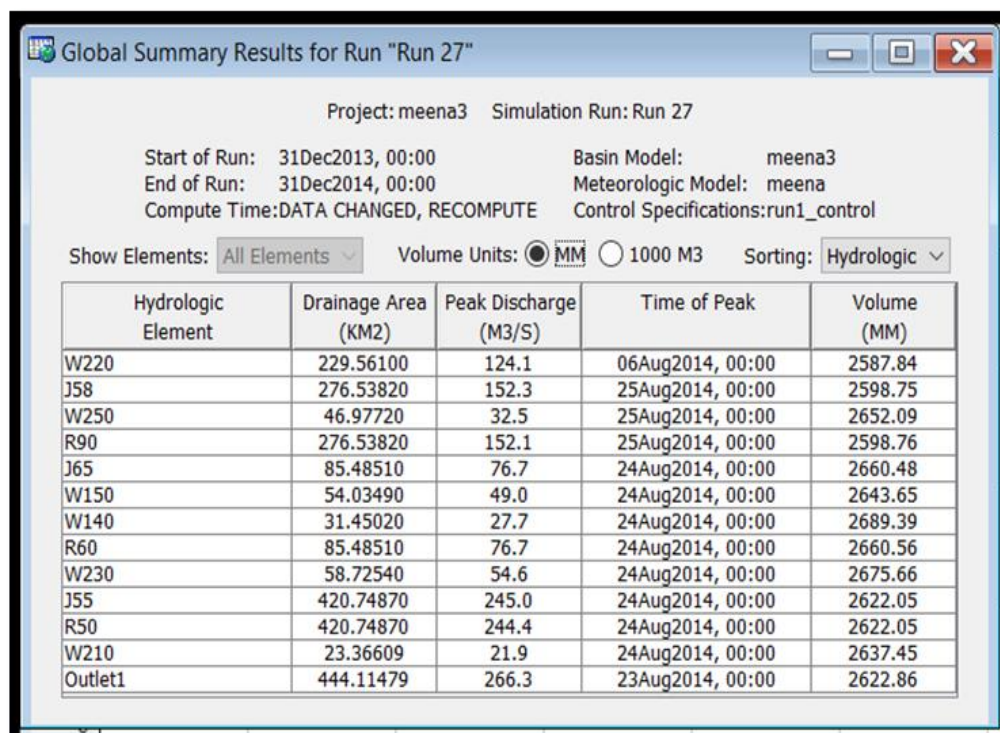 Global Summary Results for Run "Run 27"
Project: meena3 Simulation Run: Run 27
Start of Run: 31Dec2013, 00:00 Basin Model: meena3
End of Run: 31Dec2014, 00:00 Meteorologic Model: meena
Compute Time:DATA CHANGED, RECOMPUTE Control Specifications:run1_control
Show Elements: All Elements Volume Units: MM 1000 M3 Sorting: Hydrologic
Hydrologic Drainage Area Peak Discharge Time of Peak Volume
Element (KM2) (M3/S) (MM)
W220 229.56100 124.1 06Aug2014, 00:00 2587.84
J58 276.53820 152.3 25Aug2014, 00:00 2598.75
W250 46.97720 32.5 25Aug2014, 00:00 2652.09
R90 276.53820 152.1 25Aug2014, 00:00 2598.76
J65 85.48510 76.7 24Aug2014, 00:00 2660.48
W150 54.03490 49.0 24Aug2014, 00:00 2643.65
W140 31.45020 27.7 24Aug2014, 00:00 2689.39
R60 85.48510 76.7 24Aug2014, 00:00 2660.56
W230 58.72540 54.6 24Aug2014, 00:00 2675.66
J55 420.74870 245.0 24Aug2014, 00:00 2622.05
R50 420.74870 244.4 24Aug2014, 00:00 2622.05
W210 23.36609 21.9 24Aug2014, 00:00 2637.45
Outlet1 444.11479 266.3 23Aug2014, 00:00 2622.86